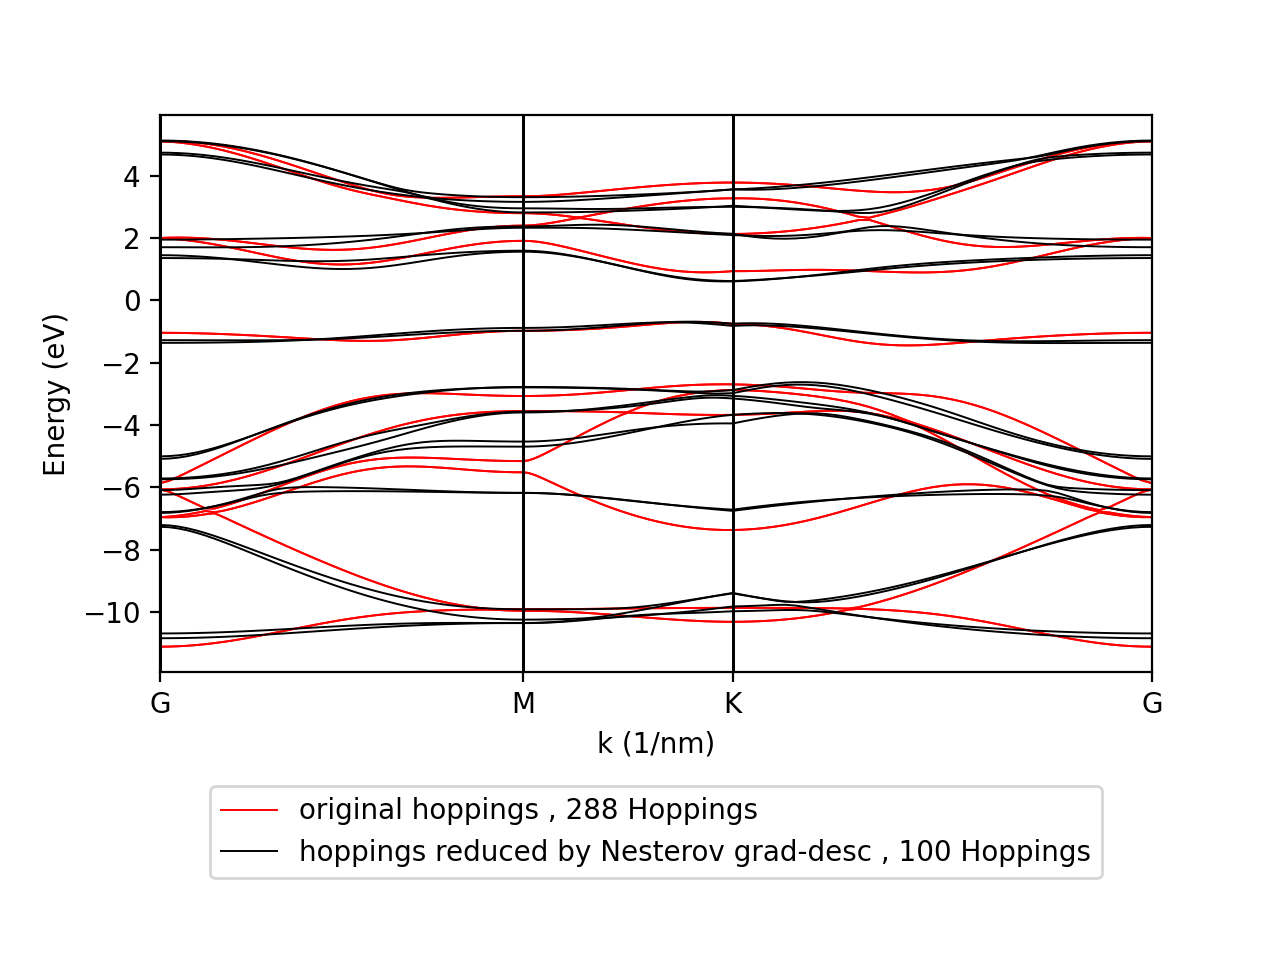 4
2
0
−2
−4
−6
−8
−10
Energy (eV)
G M K G
k (1/nm)
original hoppings , 288 Hoppings
hoppings reduced by Nesterov grad-desc , 100 Hoppings